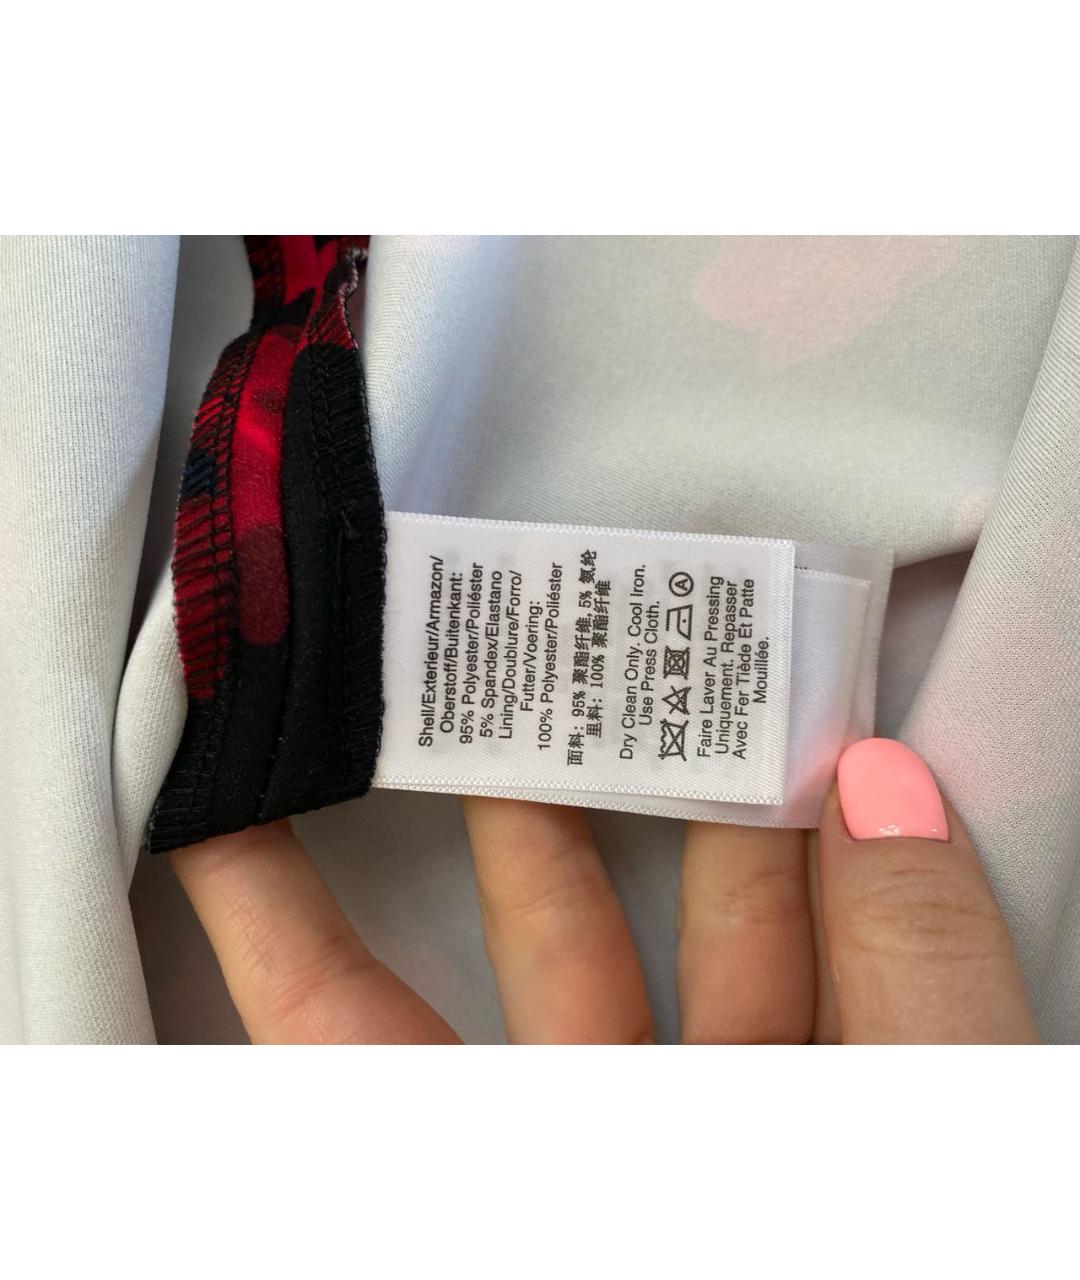 Shell/Exterieur/Armazon/
Oberstoff/Buitenkant:
95% Polyester/Poliéster
5% Spandex/Elastano
Lining/Doublure/Forro/
Futter/Voering:
100% Polyester/Poliéster
面料: 95% 聚酯纤维,5% 氨纶
里料: 100% 聚酯纤维
Dry Clean Only. Cool Iron.
Use Press Cloth.
A
Faire Laver Au Pressing
Uniquement. Repasser
Avec Fer Tiède Et Patte
Mouillée.